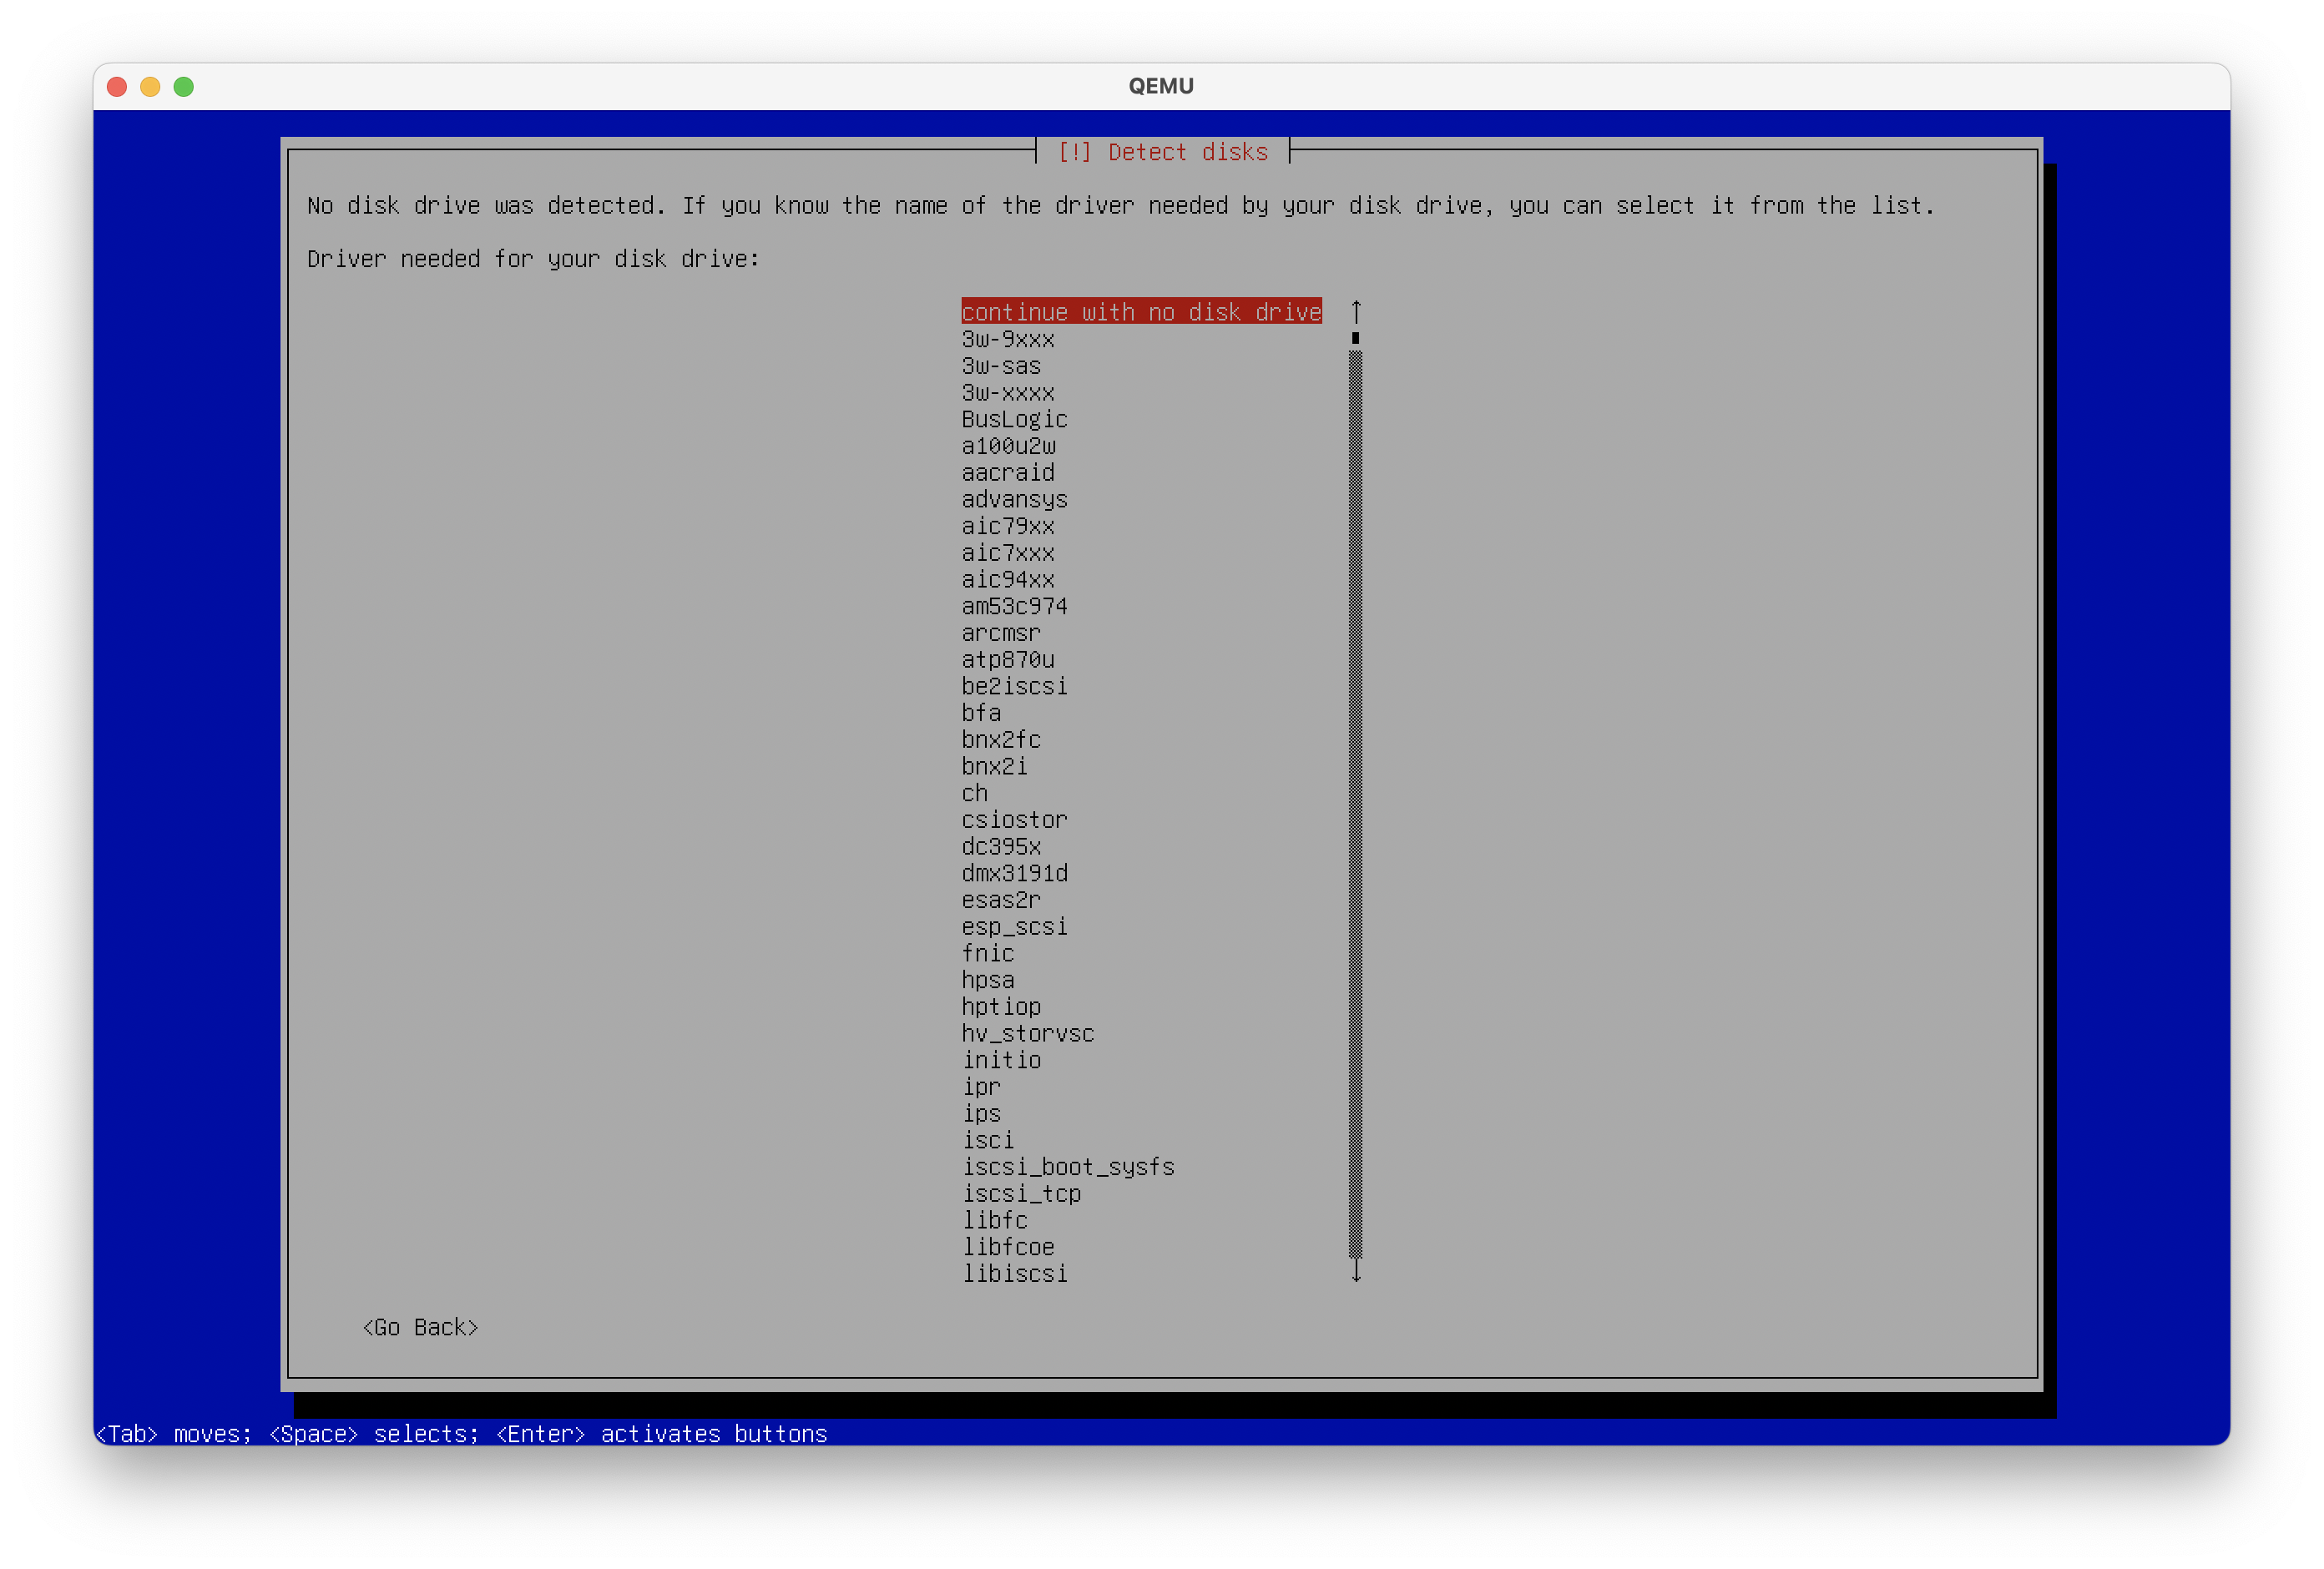 QEMU
[!] Detect disks
No disk drive was detected. If you know the name of the driver needed by your disk drive, you can select it from the list.
Driver needed for your disk drive:
continue with no disk drive
3w-9xxx
3w-sas
3w-xxxx
BusLogic
a100u2w
aacraid
advansys
aic79xx
aic7xxx
aic94xx
am53c974
arcmsr
atp870u
be2iscsi
bfa
bnx2fc
bnx2i
ch
csiostor
dc395x
dmx3191d
esas2r
esp_scsi
fnic
hpsa
hptiop
hv_storvsc
initio
ipr
ips
isci
iscsi_boot_sysfs
iscsi_tcp
libfc
libfcoe
libiscsi
<Go Back>
<Tab> moves; <Space> selects; <Enter> activates buttons